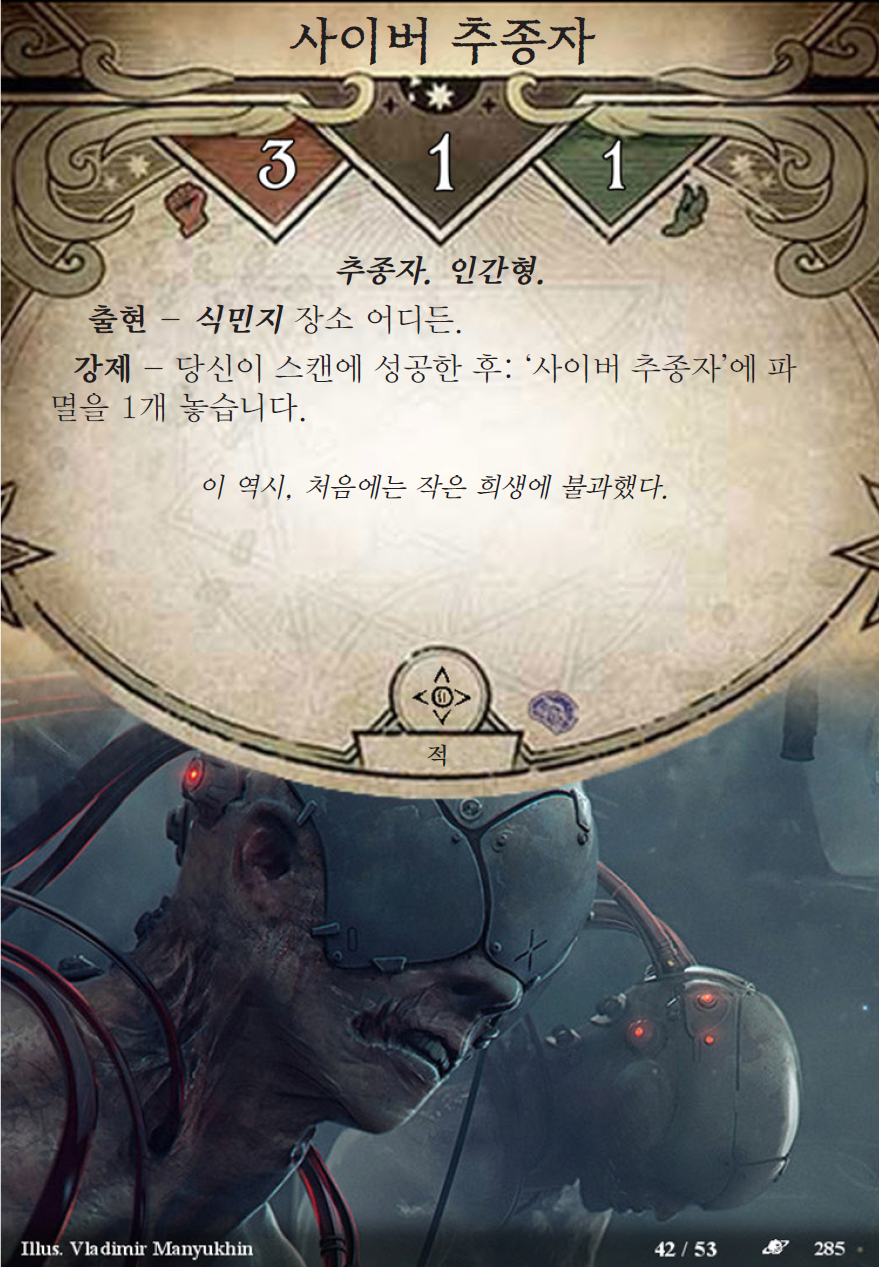 사이버 추종자
3 1 1
추종자. 인간형.
출현 – 식민지 장소 어디든.
강제 – 당신이 스캔에 성공한 후: ‘사이버 추종자’에 파
멸을 1개 놓습니다.
이 역시, 처음에는 작은 희생에 불과했다.
적
Illus. Vladimir Manyukhin 42 / 53 285